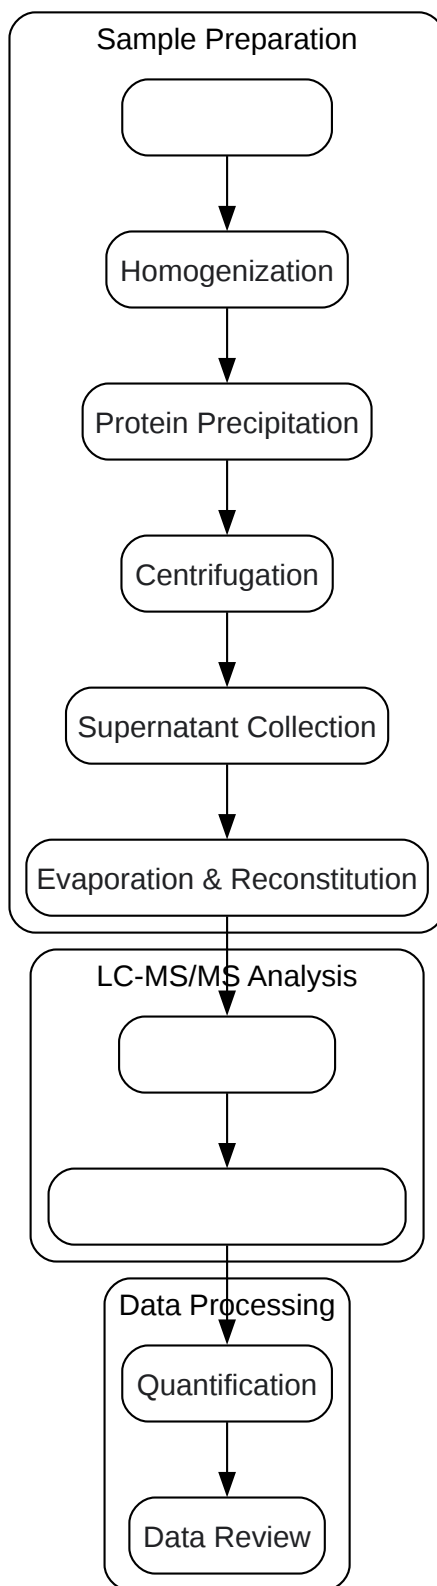 Sample Preparation
Homogenization
Protein Precipitation
Centrifugation
Supernatant Collection
Evaporation & Reconstitution
LC-MS/MS Analysis
Data Processing
Quantification
Data Review